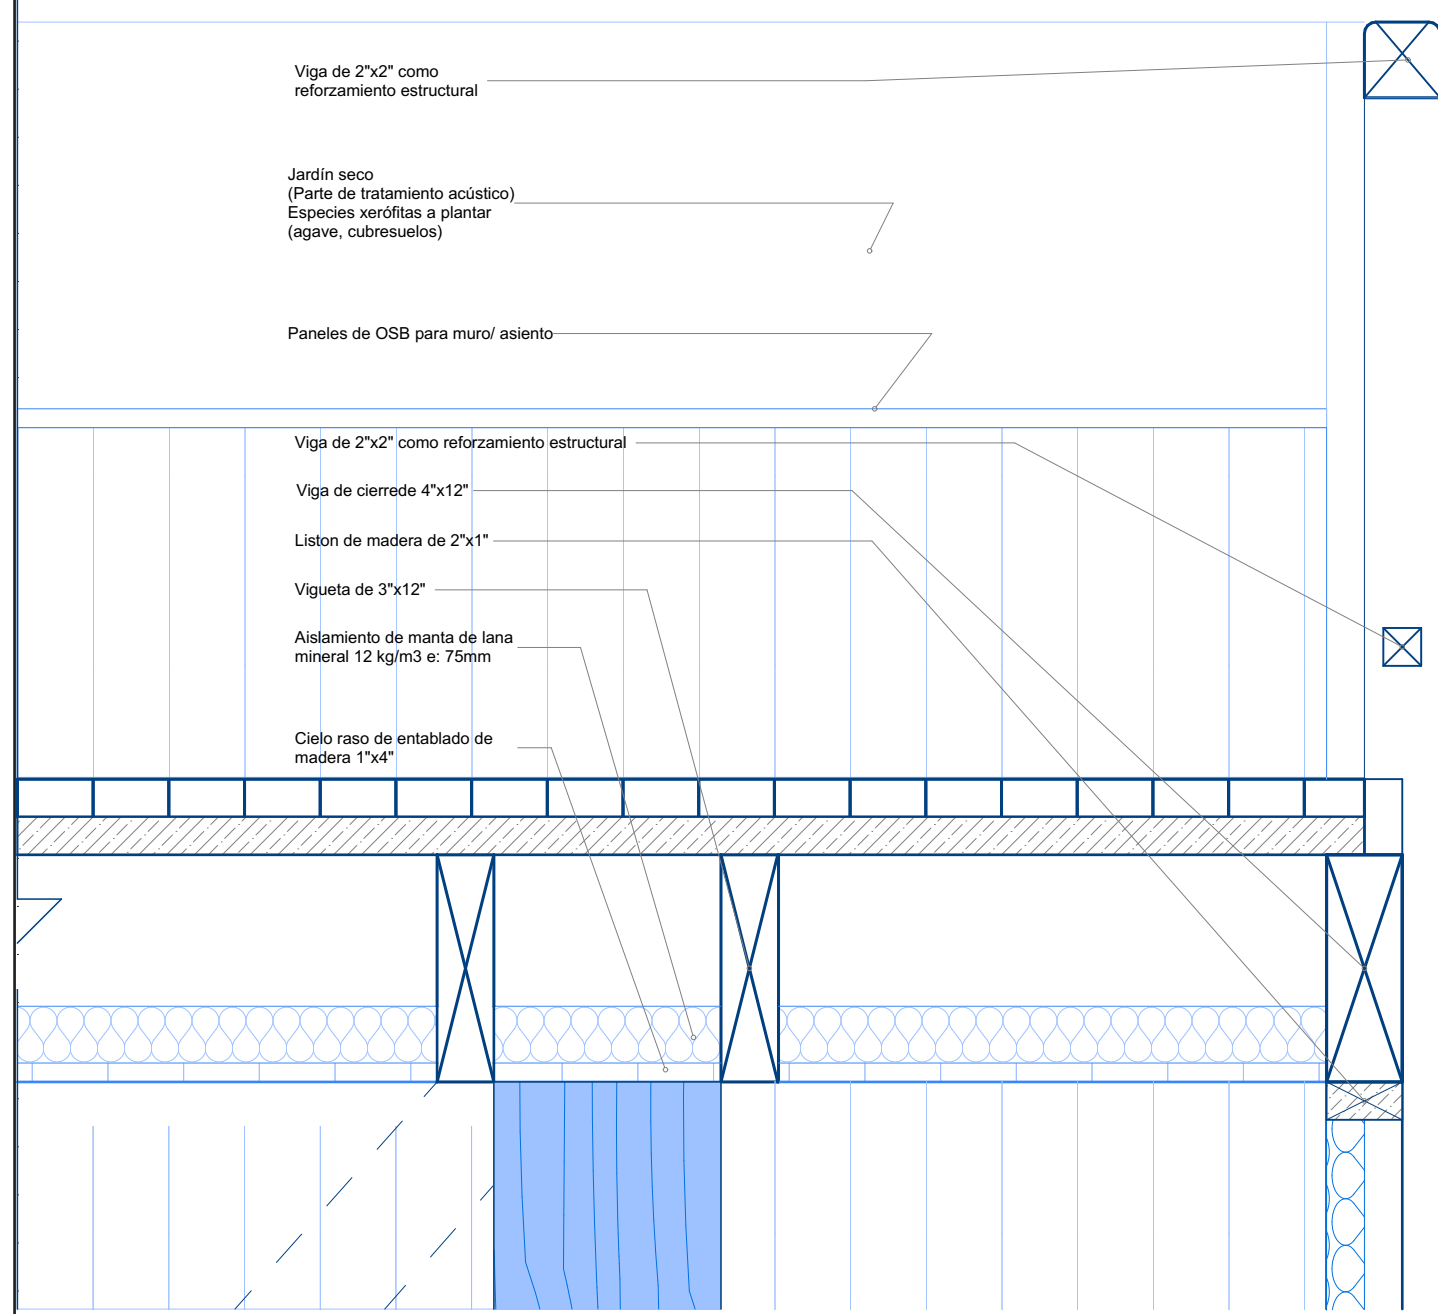 Viga de 2"x2" como
reforzamiento estructural
Jardín seco
(Parte de tratamiento acústico)
Especies xerófitas a plantar
(agave, cubresuelos)
Paneles de OSB para muro/ asiento
Viga de 2"x2" como reforzamiento estructural
Viga de cierrede 4"x12"
Liston de madera de 2"x1"
Vigueta de 3"x12"
Aislamiento de manta de lana
mineral 12 kg/m3 e: 75mm
Cielo raso de entablado de
madera 1"x4"